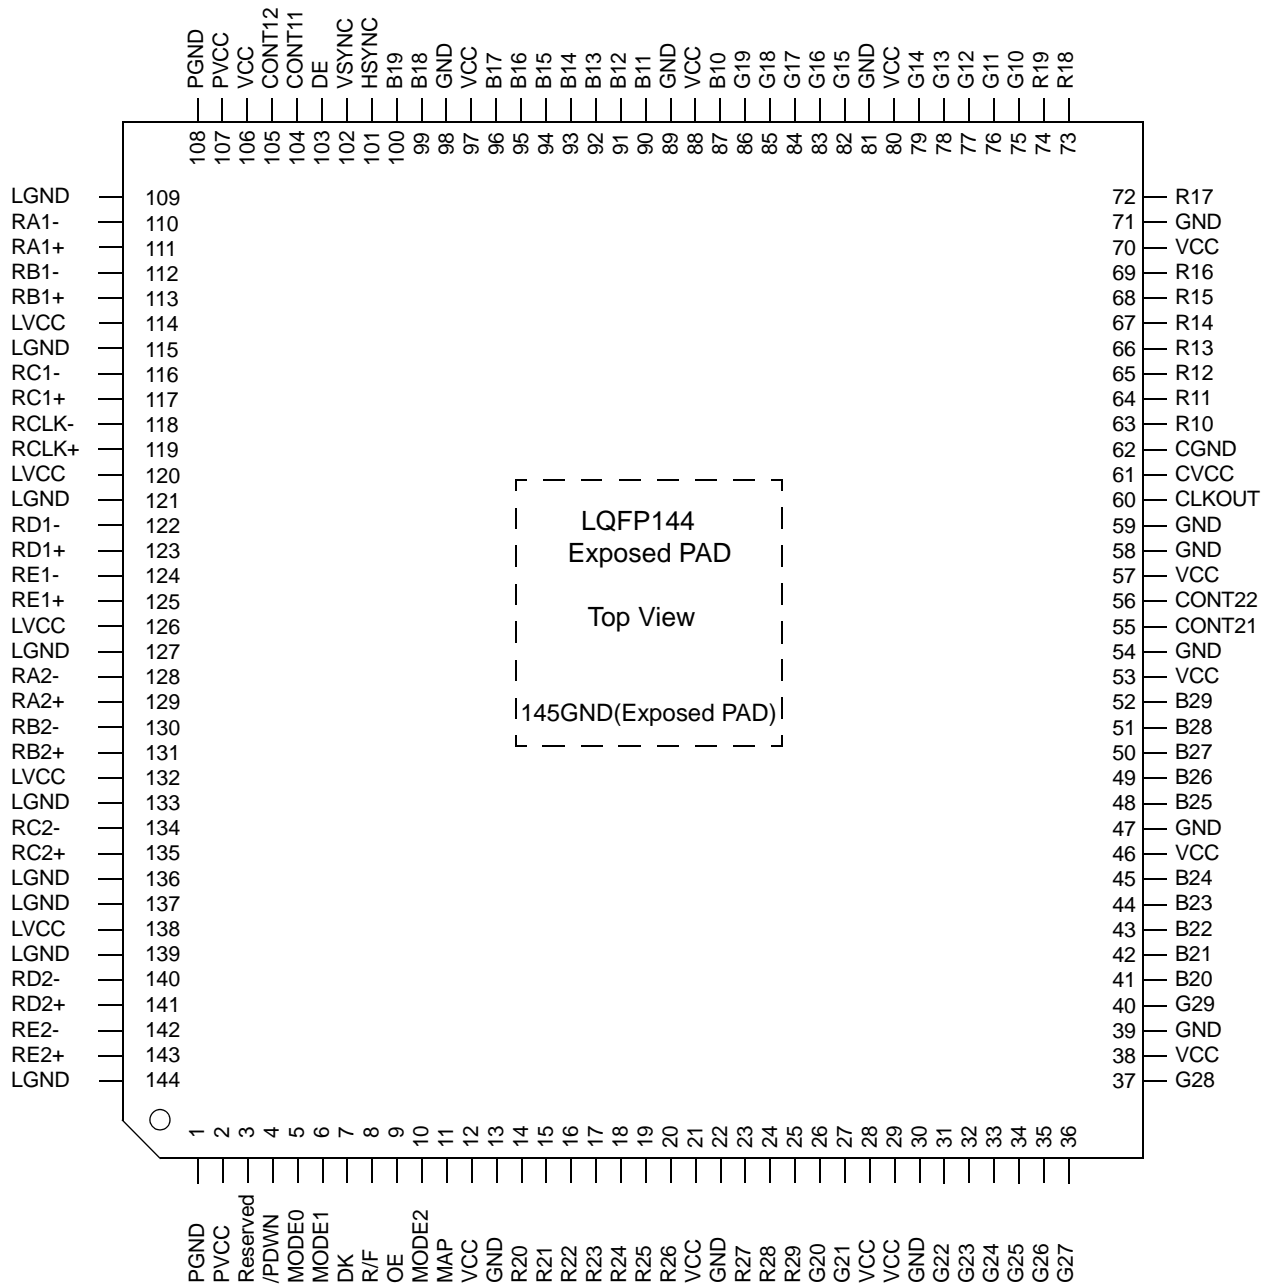 PGND PVCC VCC CONT12 CONT11 DE VSYNC HSYNC B19 B18 GND VCC B17 B16 B15 B14 B13 B12 B11 GND VCC B10 G19 G18 G17 G16 G15 GND VCC G14 G13 G12 G11 G10 R19 R18
108 107 106 105 104 103 102 101 100 99 98 97 96 95 94 93 92 91 90 89 88 87 86 85 84 83 82 81 80 79 78 77 76 75 74 73
LGND 109
RA1- 110
RA1+ 111
RB1- 112
RB1+ 113
LVCC 114
LGND 115
RC1- 116
RC1+ 117
RCLK- 118
RCLK+ 119
LVCC 120
LGND 121
RD1- 122
RD1+ 123
RE1- 124
RE1+ 125
LVCC 126
LGND 127
RA2- 128
RA2+ 129
RB2- 130
RB2+ 131
LVCC 132
LGND 133
RC2- 134
RC2+ 135
LGND 136
LGND 137
LVCC 138
LGND 139
RD2- 140
RD2+ 141
RE2- 142
RE2+ 143
LGND 144
LQFP144
Exposed PAD
Top View
145GND(Exposed PAD)
72 R17
71 GND
70 VCC
69 R16
68 R15
67 R14
66 R13
65 R12
64 R11
63 R10
62 CGND
61 CVCC
60 CLKOUT
59 GND
58 GND
57 VCC
56 CONT22
55 CONT21
54 GND
53 VCC
52 B29
51 B28
50 B27
49 B26
48 B25
47 GND
46 VCC
45 B24
44 B23
43 B22
42 B21
41 B20
40 G29
39 GND
38 VCC
37 G28
1 2 3 4 5 6 7 8 9 10 11 12 13 14 15 16 17 18 19 20 21 22 23 24 25 26 27 28 29 30 31 32 33 34 35 36
PGND PVCC Reserved /PDWN MODE0 MODE1 DK R/F OE MODE2 MAP VCC GND R20 R21 R22 R23 R24 R25 R26 VCC GND R27 R28 R29 G20 G21 VCC VCC GND G22 G23 G24 G25 G26 G27